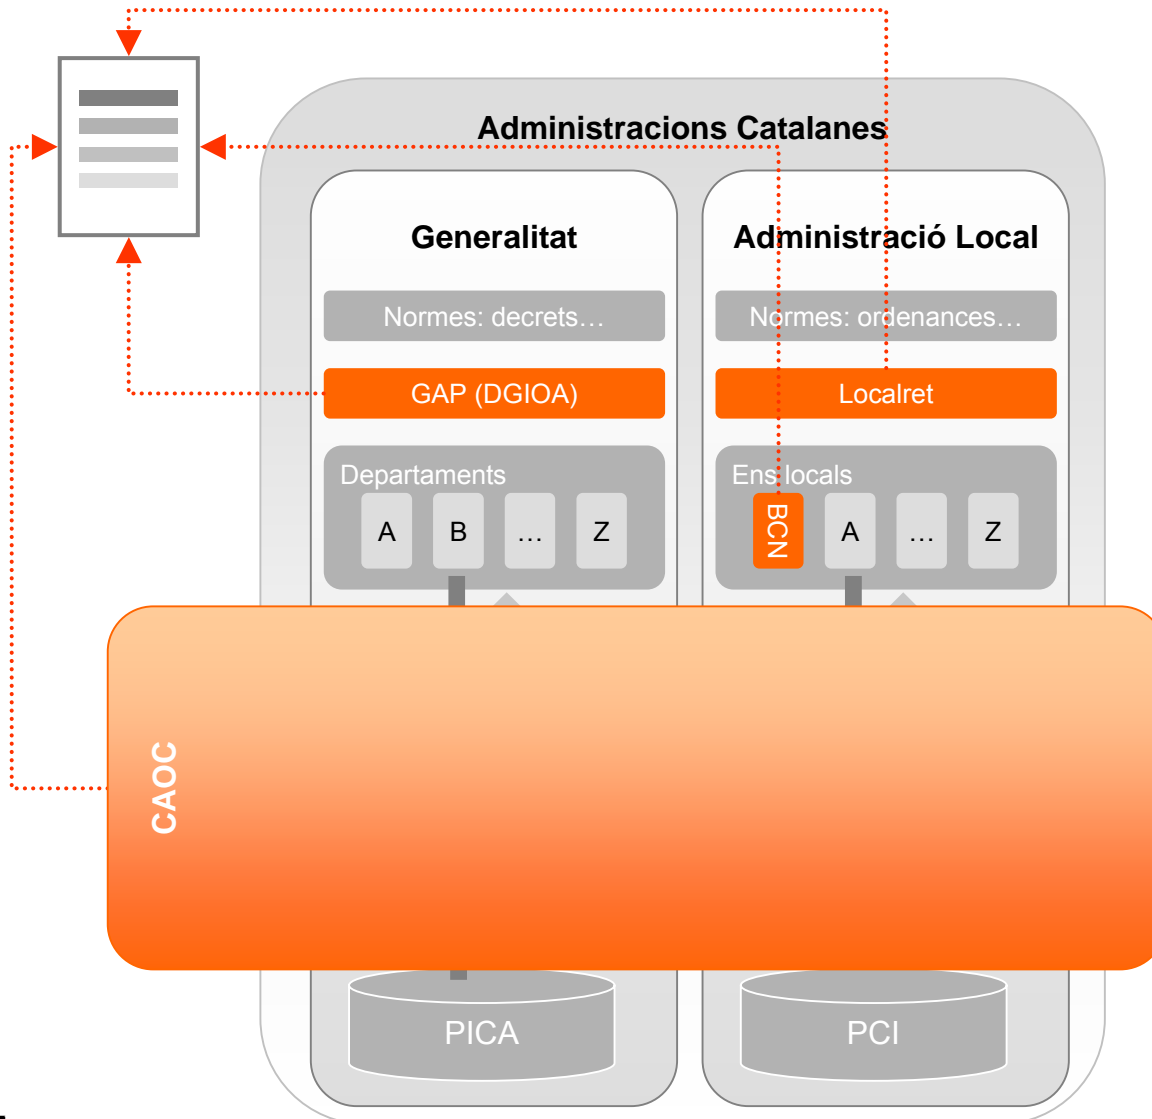 Administracions Catalanes
Generalitat
Normes: decrets…
GAP (DGIOA)
Departaments
A
B
…
Z
Administració Local
Normes: ordenances…
Localret
Ens locals
BCN
A
…
Z
CAOC
PICA
PCI